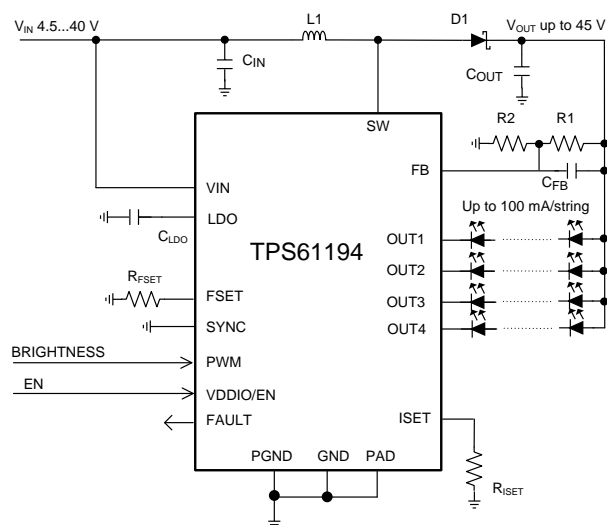 V_IN 4.5...40 V
L1
D1
V_OUT up to 45 V
C_IN
C_OUT
SW
R2
R1
FB
C_FB
VIN
Up to 100 mA/string
LDO
C_LDO
TPS61194
OUT1
OUT2
R_FSET
FSET
OUT3
SYNC
OUT4
BRIGHTNESS
PWM
EN
VDDIO/EN
FAULT
ISET
PGND
GND
PAD
R_ISET